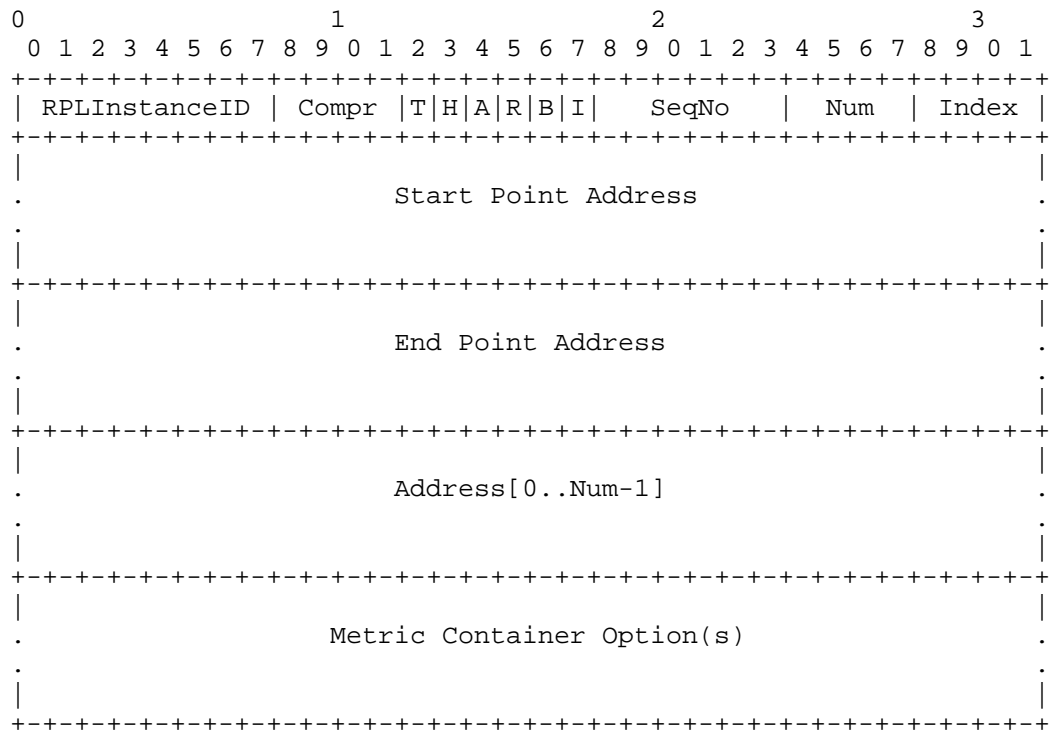 0                   1                   2                   3
 0 1 2 3 4 5 6 7 8 9 0 1 2 3 4 5 6 7 8 9 0 1 2 3 4 5 6 7 8 9 0 1
+-+-+-+-+-+-+-+-+-+-+-+-+-+-+-+-+-+-+-+-+-+-+-+-+-+-+-+-+-+-+-+-+
| RPLInstanceID | Compr |T|H|A|R|B|I|   SeqNo   |  Num  | Index |
+-+-+-+-+-+-+-+-+-+-+-+-+-+-+-+-+-+-+-+-+-+-+-+-+-+-+-+-+-+-+-+-+
|                                                               |
.                       Start Point Address                     .
.                                                               .
|                                                               |
+-+-+-+-+-+-+-+-+-+-+-+-+-+-+-+-+-+-+-+-+-+-+-+-+-+-+-+-+-+-+-+-+
|                                                               |
.                       End Point Address                       .
.                                                               .
|                                                               |
+-+-+-+-+-+-+-+-+-+-+-+-+-+-+-+-+-+-+-+-+-+-+-+-+-+-+-+-+-+-+-+-+
|                                                               |
.                       Address[0..Num-1]                       .
.                                                               .
|                                                               |
+-+-+-+-+-+-+-+-+-+-+-+-+-+-+-+-+-+-+-+-+-+-+-+-+-+-+-+-+-+-+-+-+
|                                                               |
.                   Metric Container Option(s)                  .
.                                                               .
|                                                               |
+-+-+-+-+-+-+-+-+-+-+-+-+-+-+-+-+-+-+-+-+-+-+-+-+-+-+-+-+-+-+-+-+